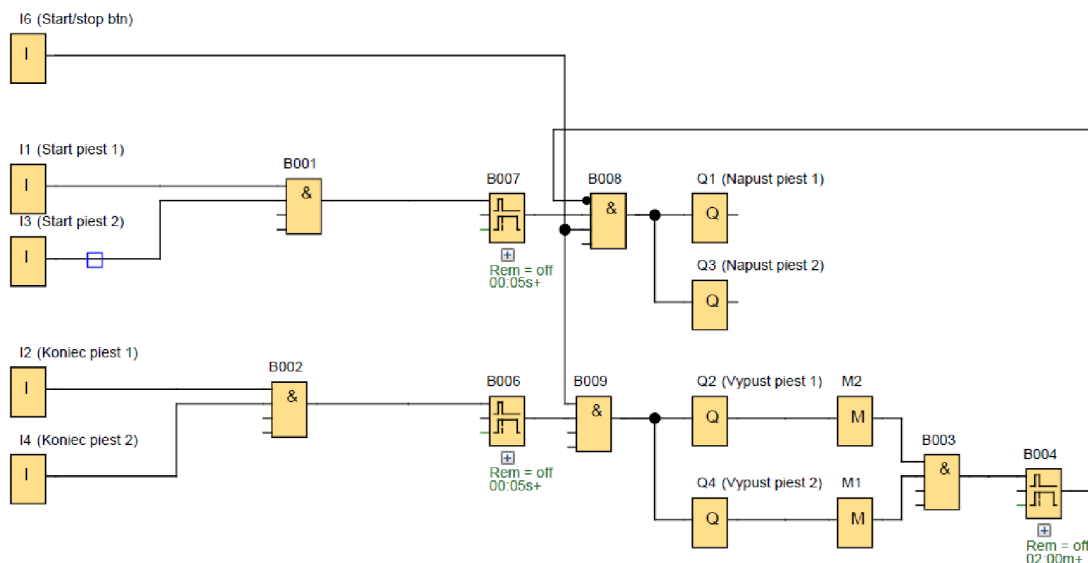 I6 (Start/stop btn)
I
I1 (Start piest 1)
I
B001
&
I3 (Start piest 2)
I
B007
Rem = off
00:05s+
B008
&
Q1 (Napust piest 1)
Q
Q3 (Napust piest 2)
Q
I2 (Koniec piest 1)
I
B002
&
I4 (Koniec piest 2)
I
B006
Rem = off
00:05s+
B009
&
Q2 (Vypust piest 1)
Q
M2
M
Q4 (Vypust piest 2)
Q
M1
M
B003
&
B004
Rem = off
02:00m+